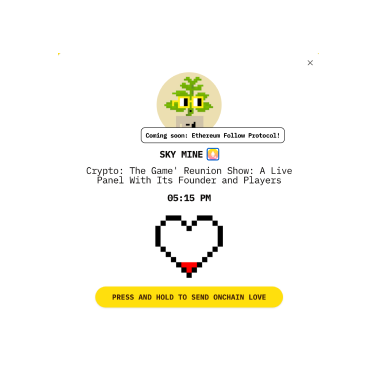 Coming soon: Ethereum Follow Protocol!
SKY MINE
Crypto: The Game' Reunion Show: A Live
Panel With Its Founder and Players
05:15 PM
PRESS AND HOLD TO SEND ONCHAIN LOVE